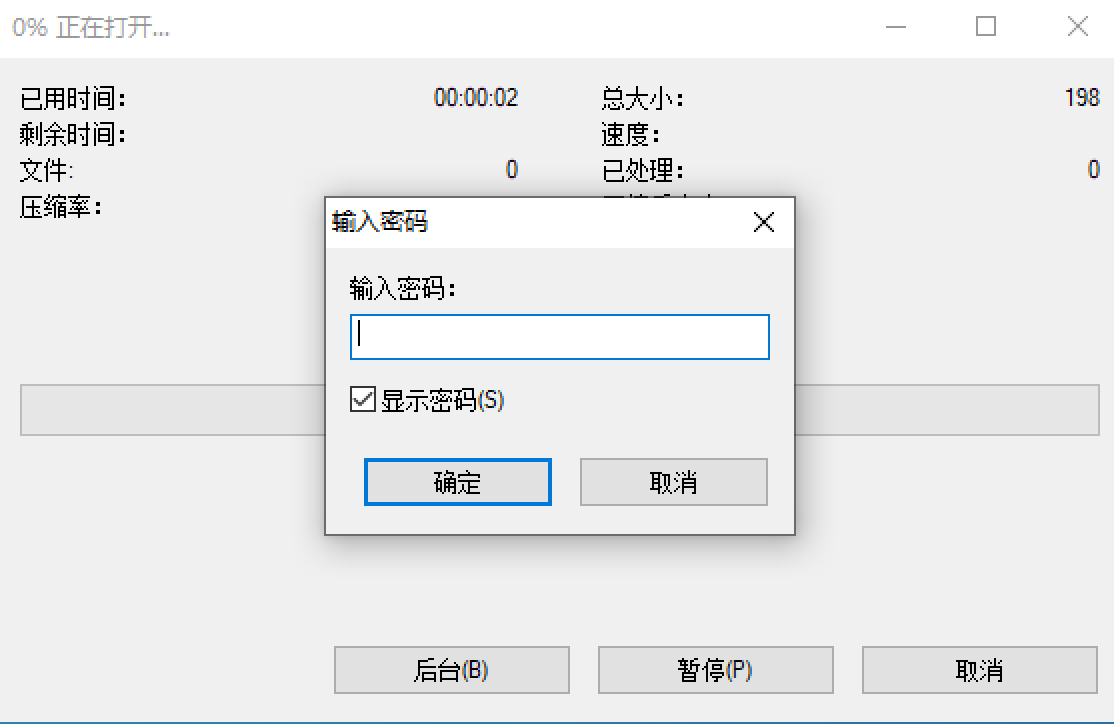 0% 正在打开...
已用时间： 00:00:02 总大小： 198
剩余时间： 速度：
文件: 0 已处理： 0
压缩率：
输入密码
输入密码：
显示密码(S)
确定 取消
后台(B) 暂停(P) 取消